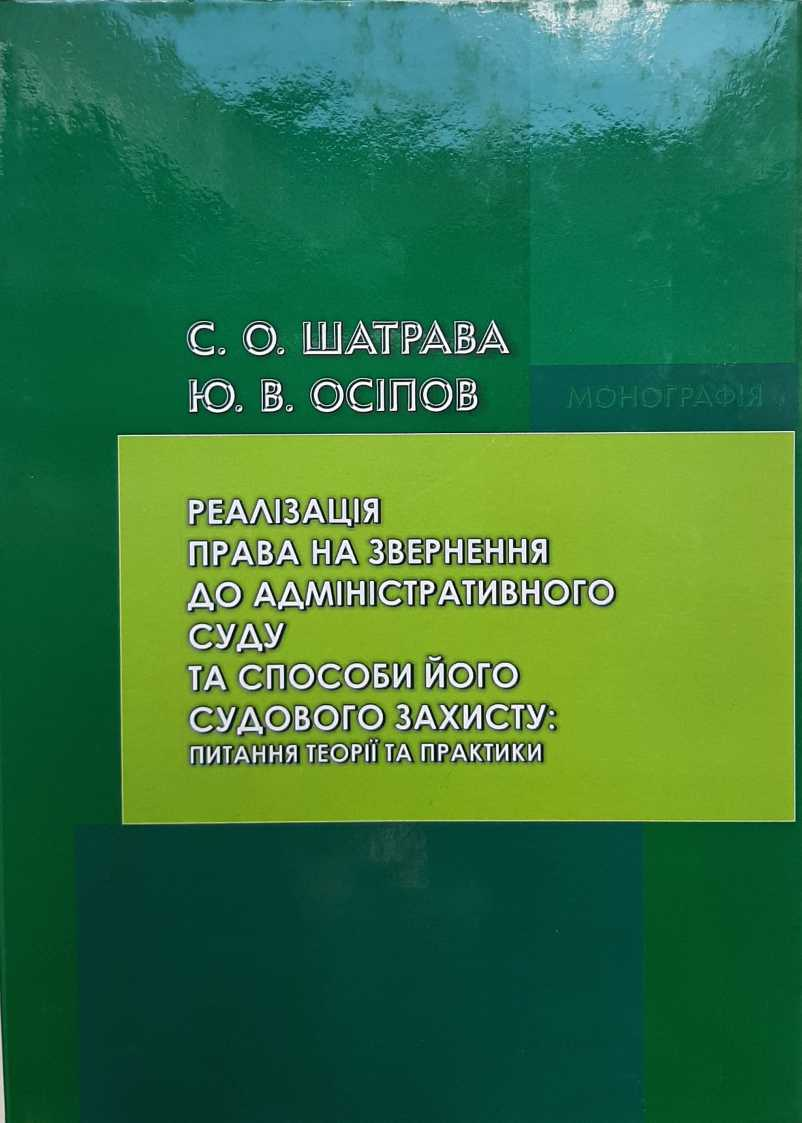 С. О. ШАТРАВА
Ю. В. ОСІПОВ
МОНОГРАФІЯ
РЕАЛІЗАЦІЯ
ПРАВА НА ЗВЕРНЕННЯ
ДО АДМІНІСТРАТИВНОГО
СУДУ
ТА СПОСОБИ ЙОГО
СУДОВОГО ЗАХИСТУ:
ПИТАННЯ ТЕОРІЇ ТА ПРАКТИКИ